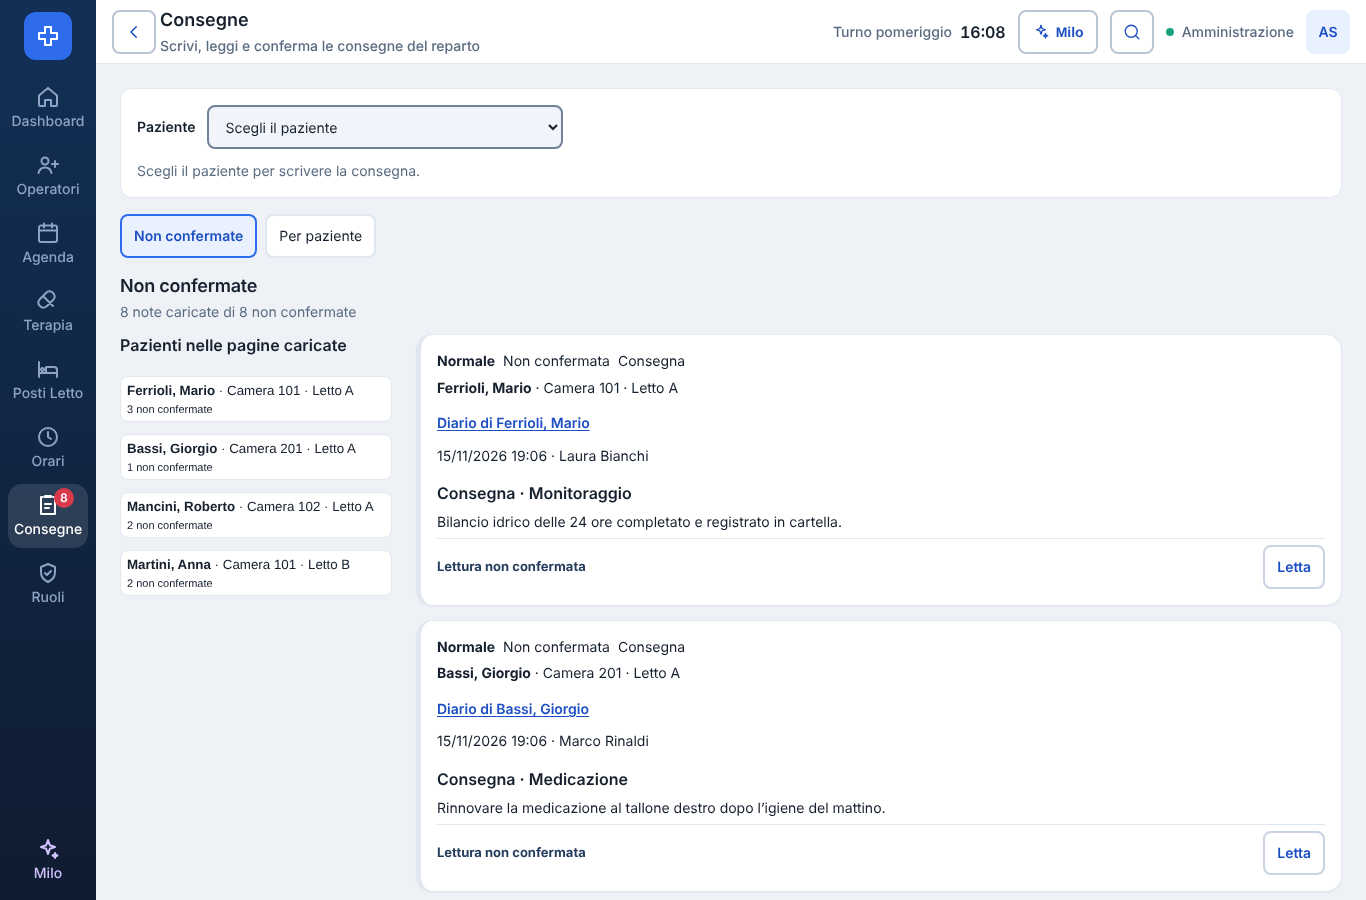 Consegne
Scrivi, leggi e conferma le consegne del reparto
Turno pomeriggio 16:08
Milo
Amministrazione
AS
Dashboard
Operatori
Agenda
Terapia
Posti Letto
Orari
8
Consegne
Ruoli
Milo
Paziente
Scegli il paziente
Scegli il paziente per scrivere la consegna.
Non confermate
Per paziente
Non confermate
8 note caricate di 8 non confermate
Pazienti nelle pagine caricate
Ferrioli, Mario · Camera 101 · Letto A
3 non confermate
Bassi, Giorgio · Camera 201 · Letto A
1 non confermate
Mancini, Roberto · Camera 102 · Letto A
2 non confermate
Martini, Anna · Camera 101 · Letto B
2 non confermate
Normale Non confermata Consegna
Ferrioli, Mario · Camera 101 · Letto A
Diario di Ferrioli, Mario
15/11/2026 19:06 · Laura Bianchi
Consegna · Monitoraggio
Bilancio idrico delle 24 ore completato e registrato in cartella.
Lettura non confermata
Letta
Normale Non confermata Consegna
Bassi, Giorgio · Camera 201 · Letto A
Diario di Bassi, Giorgio
15/11/2026 19:06 · Marco Rinaldi
Consegna · Medicazione
Rinnovare la medicazione al tallone destro dopo l’igiene del mattino.
Lettura non confermata
Letta